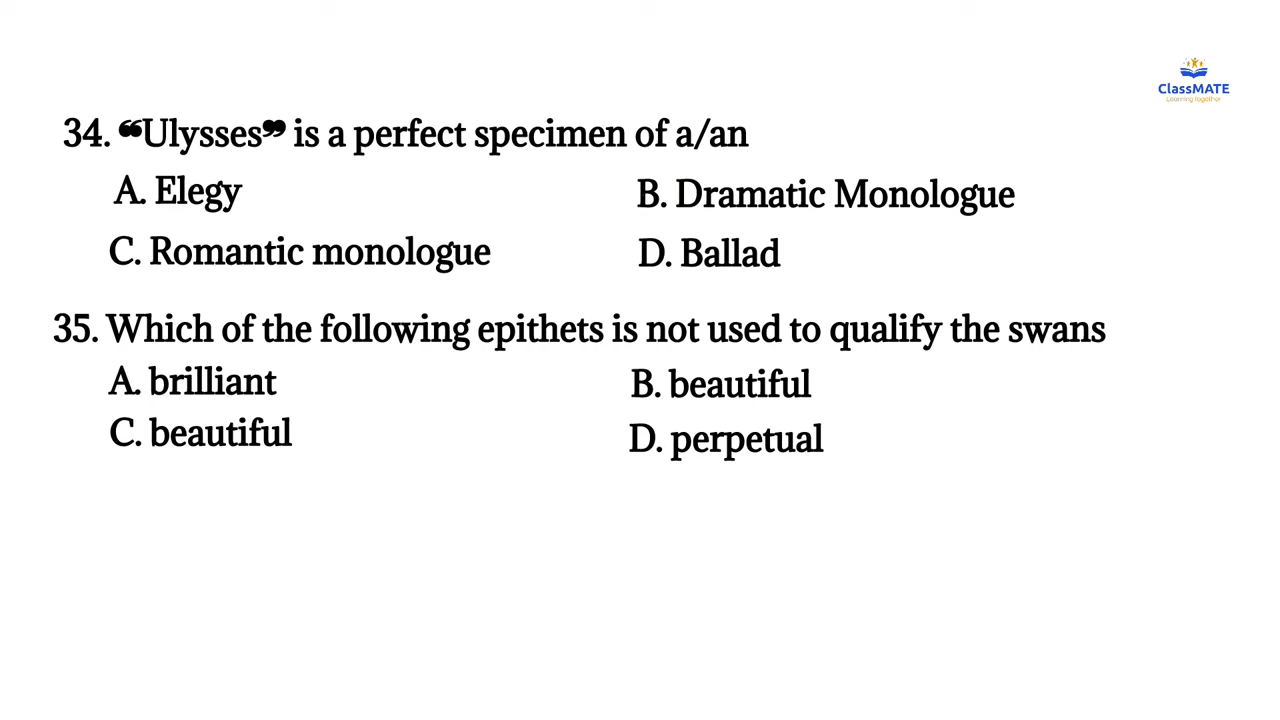 ClassMATE
Learning together
34. ❝Ulysses❞ is a perfect specimen of a/an
A. Elegy B. Dramatic Monologue
C. Romantic monologue D. Ballad
35. Which of the following epithets is not used to qualify the swans
A. brilliant B. beautiful
C. beautiful D. perpetual